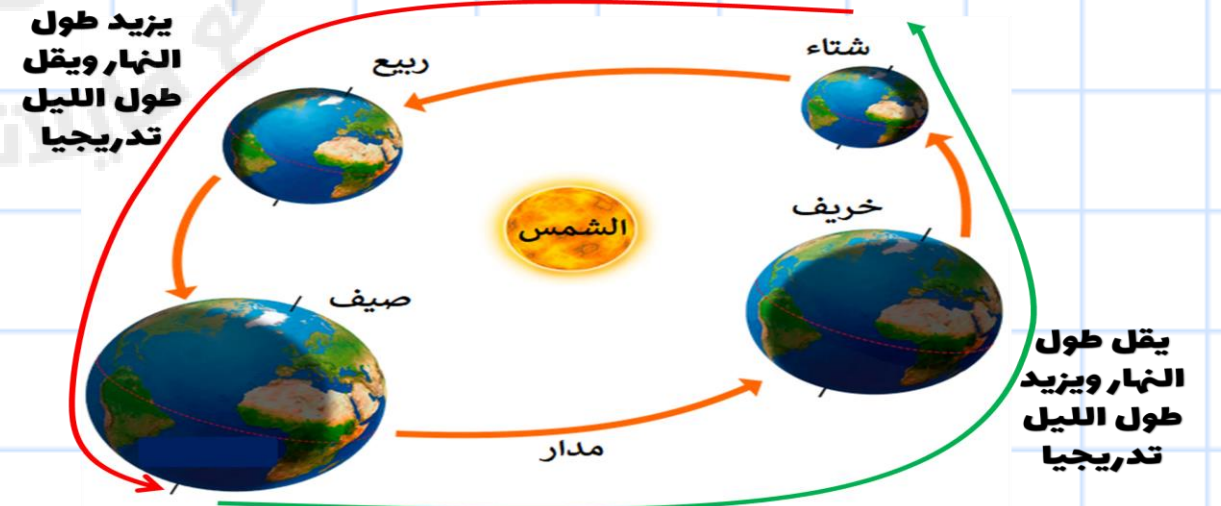 يزيد طول
النهار ويقل
طول الليل
تدريجيا
ربيع
شتاء
الشمس
خريف
صيف
مدار
يقل طول
النهار ويزيد
طول الليل
تدريجيا